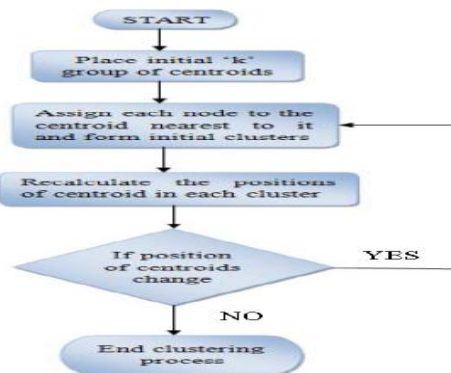 START
Place initial 'k'
group of centroids
Assign each node to the
centroid nearest to it
and form initial clusters
Recalculate the positions
of centroid in each cluster
If position
of centroids
change
YES
NO
End clustering
process